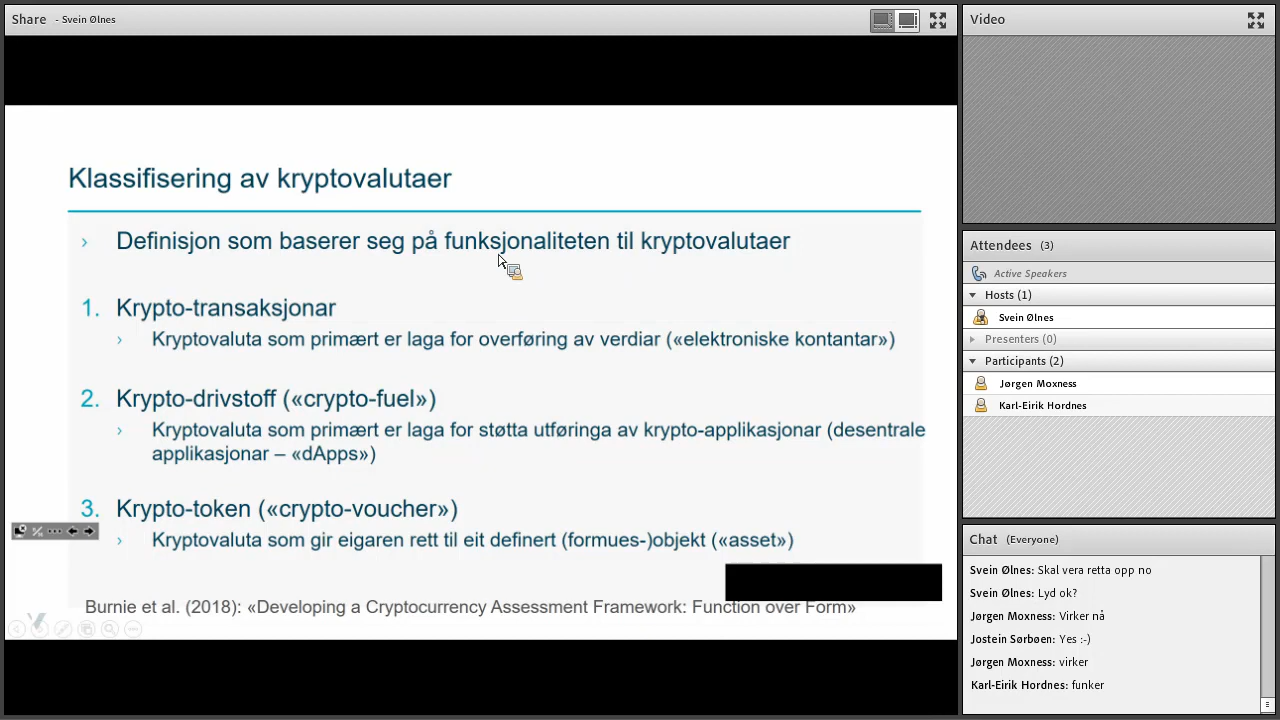 Share - Svein Ølnes
Klassifisering av kryptovalutaer
› Definisjon som baserer seg på funksjonaliteten til kryptovalutaer
1. Krypto-transaksjonar
› Kryptovaluta som primært er laga for overføring av verdiar («elektroniske kontantar»)
2. Krypto-drivstoff («crypto-fuel»)
› Kryptovaluta som primært er laga for støtta utføringa av krypto-applikasjonar (desentrale
applikasjonar – «dApps»)
3. Krypto-token («crypto-voucher»)
› Kryptovaluta som gir eigaren rett til eit definert (formues-)objekt («asset»)
Burnie et al. (2018): «Developing a Cryptocurrency Assessment Framework: Function over Form»
Video
Attendees (3)
Active Speakers
Hosts (1)
Svein Ølnes
Presenters (0)
Participants (2)
Jørgen Moxness
Karl-Eirik Hordnes
Chat (Everyone)
Svein Ølnes: Skal vera retta opp no
Svein Ølnes: Lyd ok?
Jørgen Moxness: Virker nå
Jostein Sørbøen: Yes :-)
Jørgen Moxness: virker
Karl-Eirik Hordnes: funker